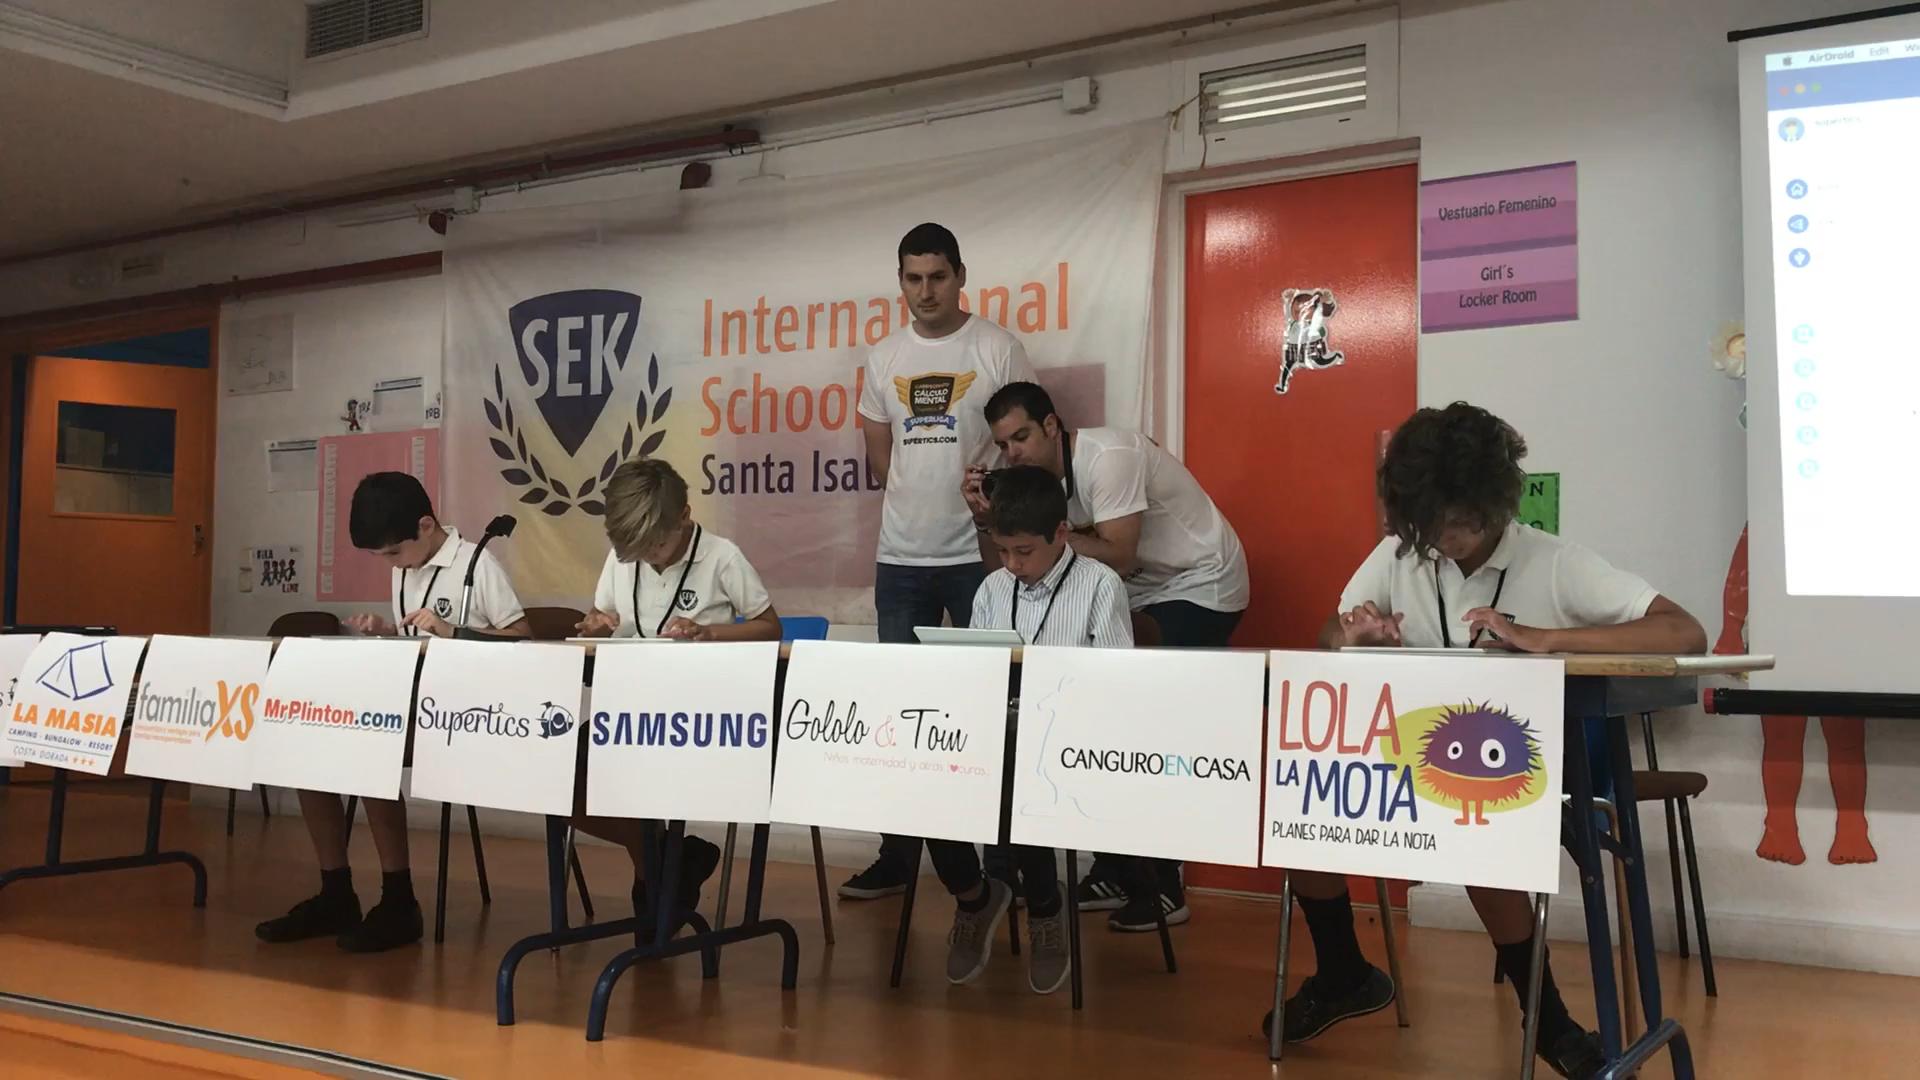 SEK
International
School
Santa Isab
CAMPEONATO
CÁLCULO
MENTAL
SUPERLIGA
SUPERTICS.COM
Vestuario Femenino
Girl´s
Locker Room
AirDroid Edit
Supertics
SEK
LA MASIA
CAMPING - BUNGALOW - RESORT
COSTA DORADA
familiaXS
MrPlinton.com
Supertics
SAMSUNG
Gololo & Toin
Niños maternidad y otras locuras
CANGUROENCASA
LOLA
LA MOTA
PLANES PARA DAR LA NOTA